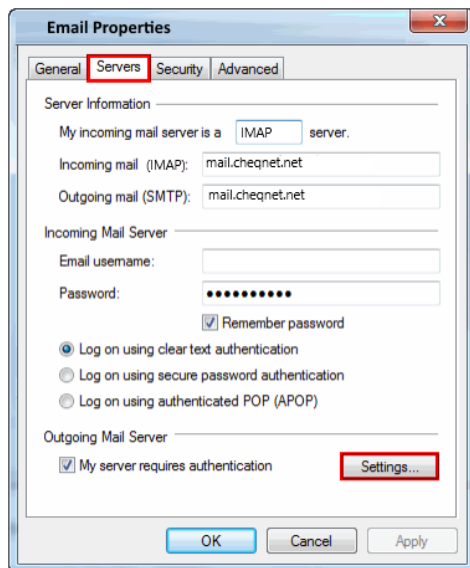 Email Properties
General Servers Security Advanced
Server Information
My incoming mail server is a IMAP server.
Incoming mail (IMAP): mail.cheqnet.net
Outgoing mail (SMTP): mail.cheqnet.net
Incoming Mail Server
Email username:
Password: ●●●●●●●●●●
Remember password
Log on using clear text authentication
Log on using secure password authentication
Log on using authenticated POP (APOP)
Outgoing Mail Server
My server requires authentication Settings...
OK Cancel Apply